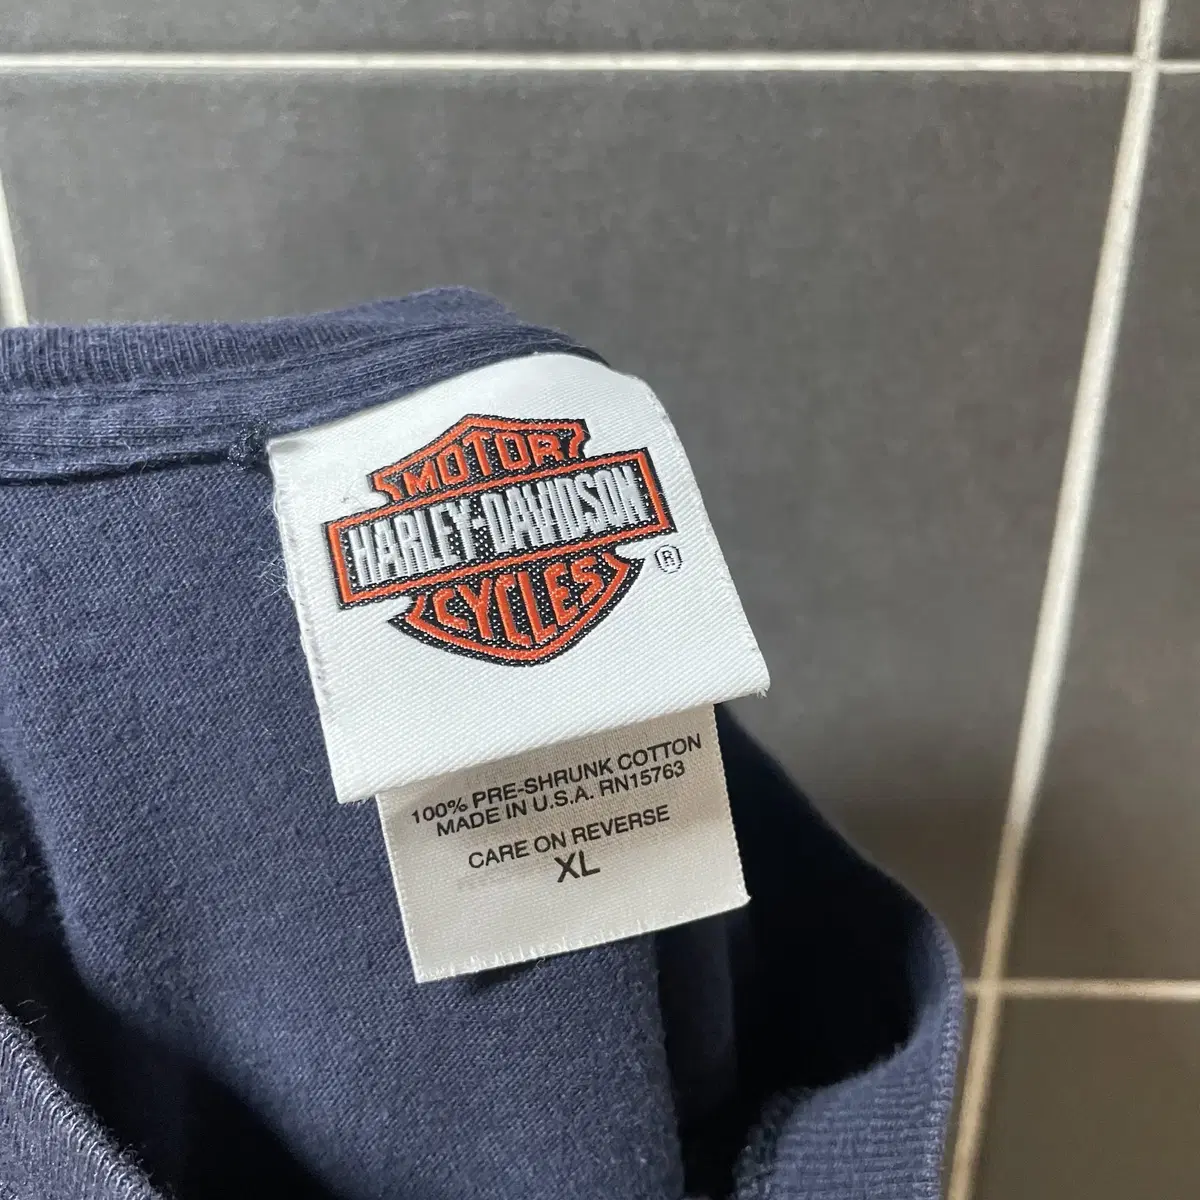 MOTOR
HARLEY-DAVIDSON
CYCLES
®
100% PRE-SHRUNK COTTON
MADE IN U.S.A. RN15763
CARE ON REVERSE
XL